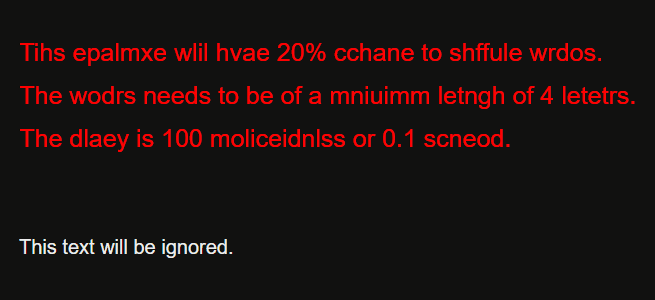 Tihs epalmxe wlil hvae 20% cchane to shffule wrdos.
The wodrs needs to be of a mniuimm letngh of 4 letetrs.
The dlaey is 100 moliceidnlss or 0.1 scneod.
This text will be ignored.